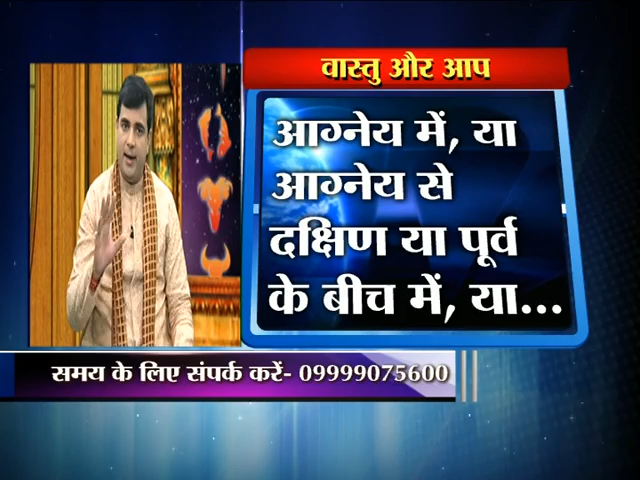 वास्तु और आप
आग्नेय में, या
आग्नेय से
दक्षिण या पूर्व
के बीच में, या...
समय के लिए संपर्क करें- 09999075600